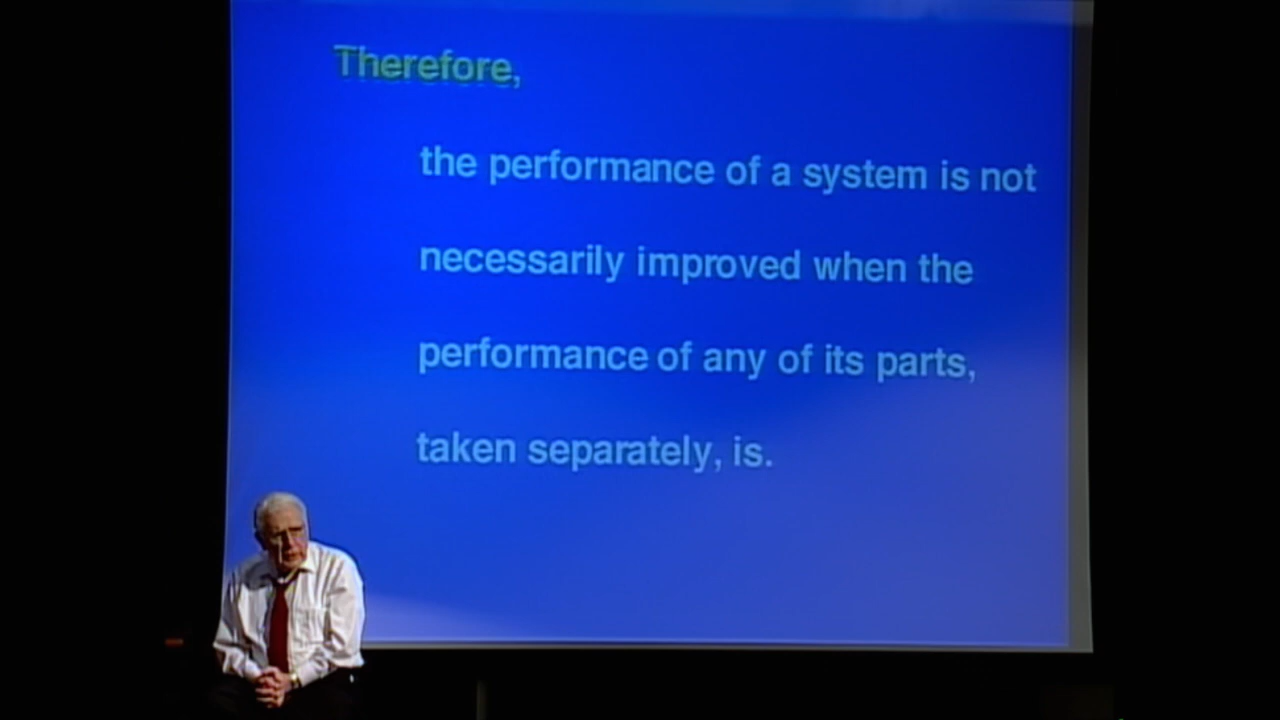 Therefore,
the performance of a system is not
necessarily improved when the
performance of any of its parts,
taken separately, is.